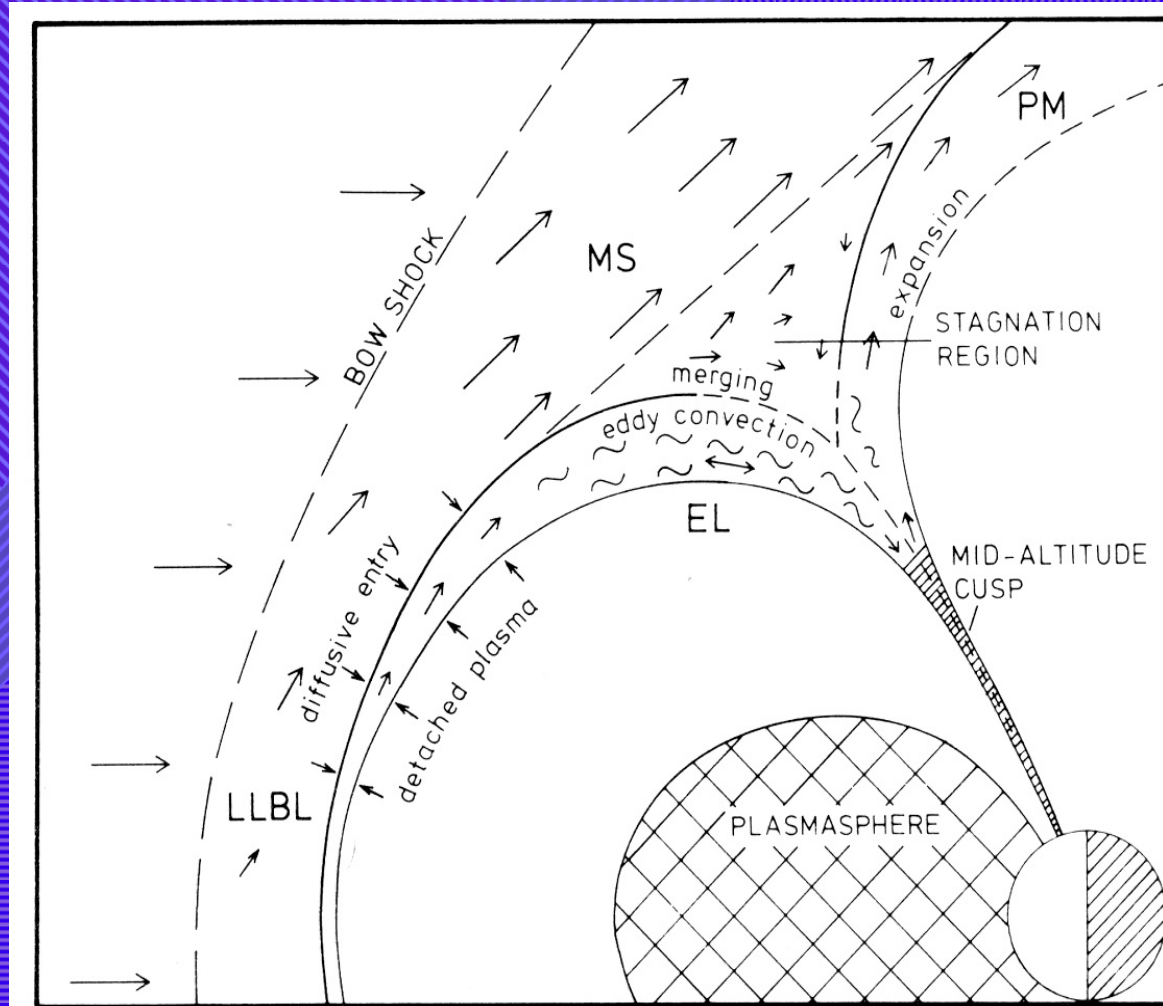 PM
BOW SHOCK
MS
expansion
STAGNATION
REGION
merging
eddy convection
EL
MID-ALTITUDE
CUSP
diffusive entry
detached plasma
LLBL
PLASMASPHERE